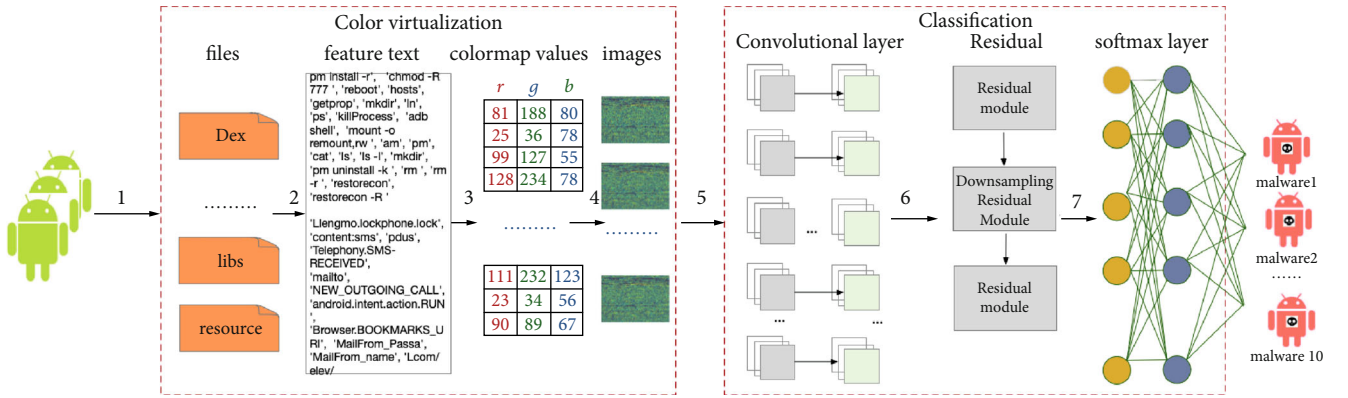 Color virtualization
files
feature text
colormap values
images
Dex
.........
libs
resource
pm install -r', 'chmod -R
777 ', 'reboot', 'hosts',
'getprop', 'mkdir', 'ln',
'ps', 'killProcess', 'adb
shell', 'mount -o
remount,rw ', 'am', 'pm',
'cat', 'ls', 'ls -l', 'mkdir',
'pm uninstall -k ', 'rm ', 'rm
-r ', 'restorecon',
'restorecon -R '
'Llengmo.lockphone.lock',
'content:sms', 'pdus',
'Telephony.SMS-
RECEIVED',
'mailto',
'NEW_OUTGOING_CALL',
'android.intent.action.RUN
',
'Browser.BOOKMARKS_U
RI', 'MailFrom_Passa',
'MailFrom_name', 'Lcom/
elev/
r g b
81 188 80
25 36 78
99 127 55
128 234 78
.........
111 232 123
23 34 56
90 89 67
.........
1
2
3
4
5
6
7
Classification
Convolutional layer
Residual
softmax layer
...
...
...
Residual
module
Downsampling
Residual
Module
Residual
module
malware1
malware2
......
malware 10